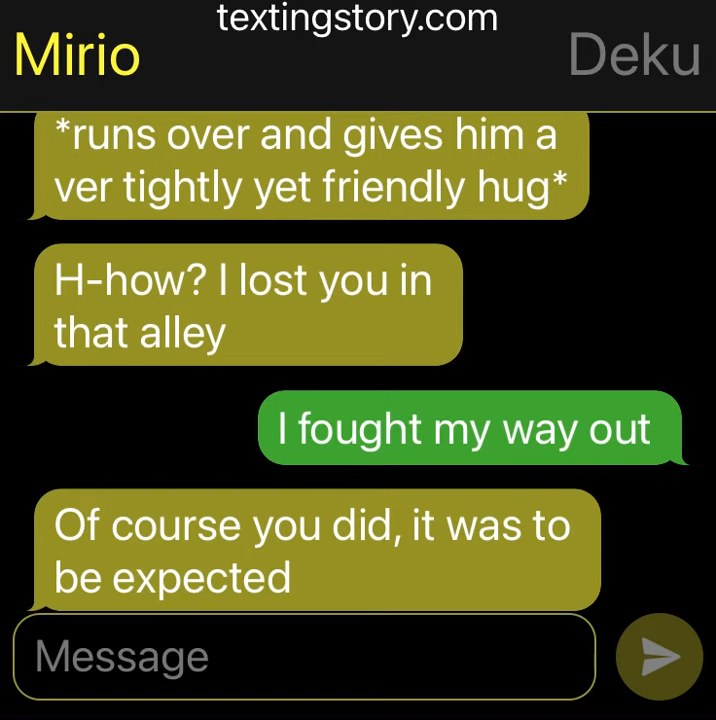 textingstory.com
Mirio
Deku
*runs over and gives him a
ver tightly yet friendly hug*
H-how? I lost you in
that alley
I fought my way out
Of course you did, it was to
be expected
Message